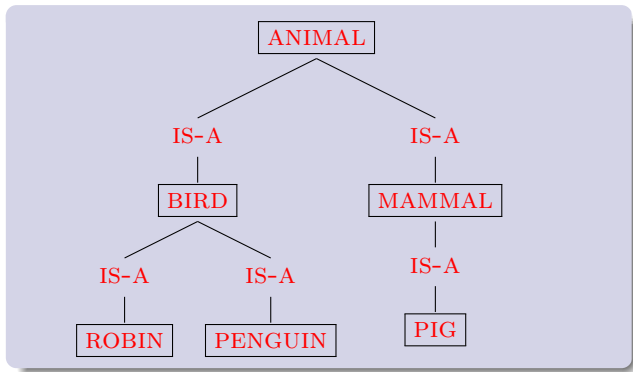 ANIMAL
IS-A IS-A
BIRD MAMMAL
IS-A IS-A IS-A
ROBIN PENGUIN PIG